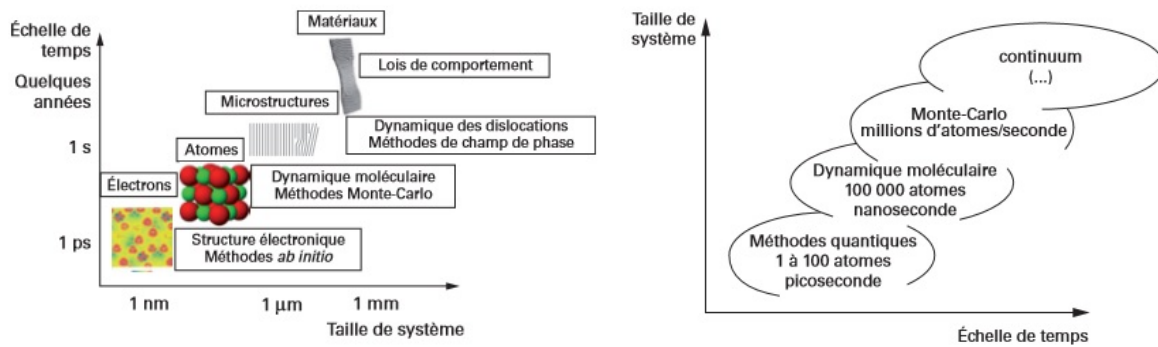 Échelle de
temps
Quelques
années
1 s
1 ps
Matériaux
Lois de comportement
Microstructures
Dynamique des dislocations
Méthodes de champ de phase
Atomes
Dynamique moléculaire
Méthodes Monte-Carlo
Électrons
Structure électronique
Méthodes ab initio
1 nm
1 µm
1 mm
Taille de système
Taille de
système
continuum
(...)
Monte-Carlo
millions d'atomes/seconde
Dynamique moléculaire
100 000 atomes
nanoseconde
Méthodes quantiques
1 à 100 atomes
picoseconde
Échelle de temps